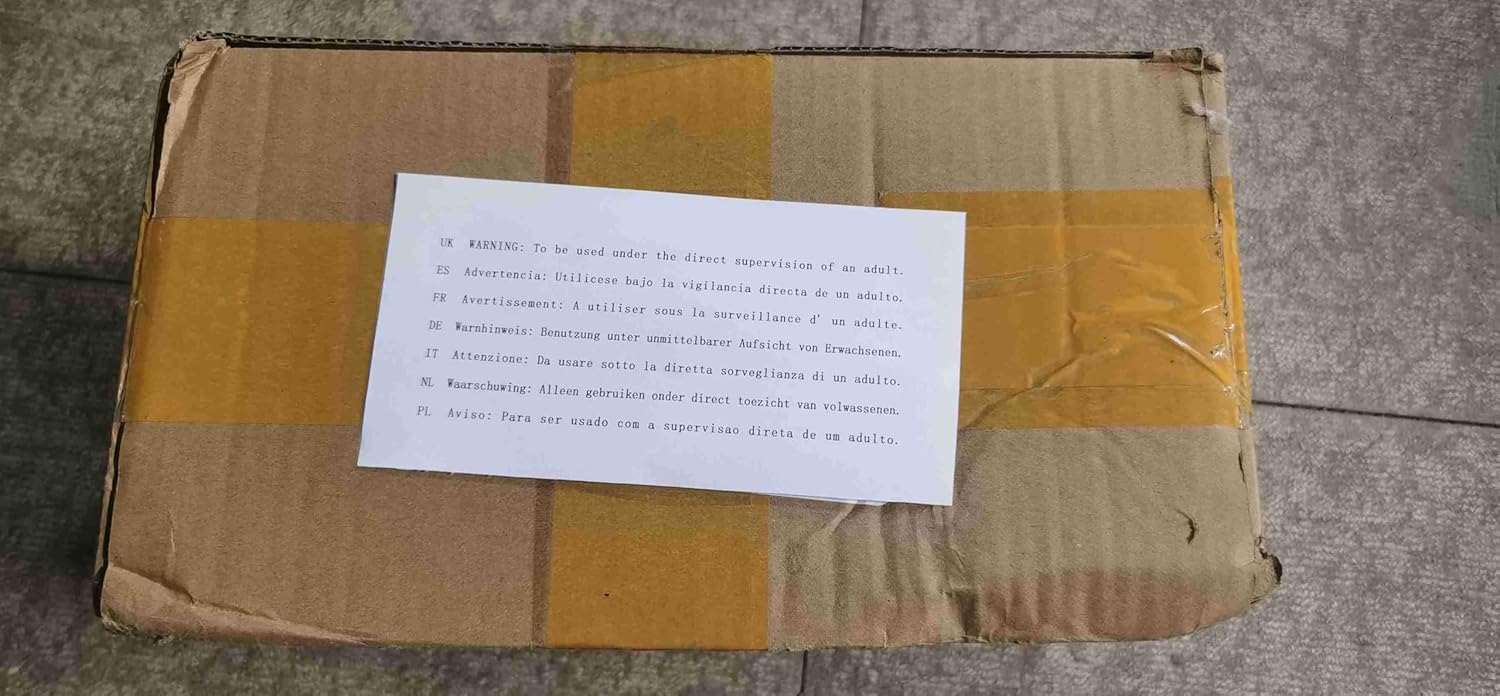 UK WARNING: To be used under the direct supervision of an adult.
ES Advertencia: Utilicese bajo la vigilancia directa de un adulto.
FR Avertissement: A utiliser sous la surveillance d' un adulte.
DE Warnhinweis: Benutzung unter unmittelbarer Aufsicht von Erwachsenen.
IT Attenzione: Da usare sotto la diretta sorveglianza di un adulto.
NL Waarschuwing: Alleen gebruiken onder direct toezicht van volwassenen.
PL Aviso: Para ser usado com a supervisao direta de um adulto.